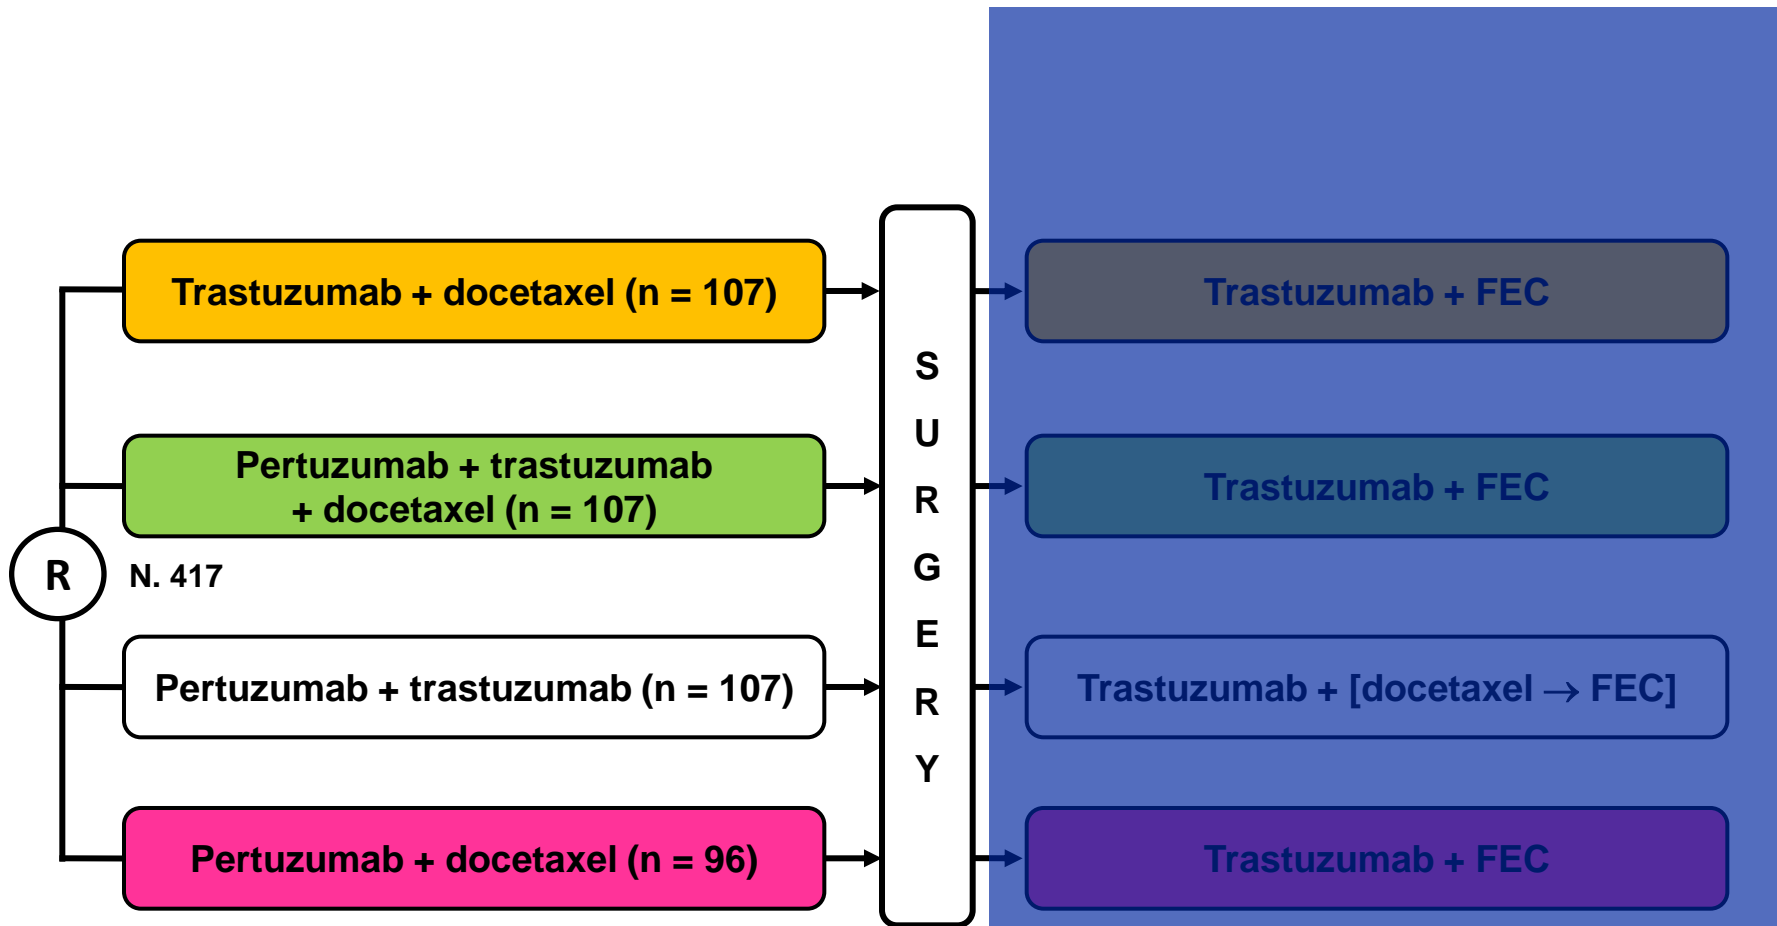 Trastuzumab + docetaxel (n = 107)
Trastuzumab + FEC
Pertuzumab + trastuzumab
+ docetaxel (n = 107)
Trastuzumab + FEC
R
N. 417
Pertuzumab + trastuzumab (n = 107)
Trastuzumab + [docetaxel → FEC]
Pertuzumab + docetaxel (n = 96)
Trastuzumab + FEC
SURGERY